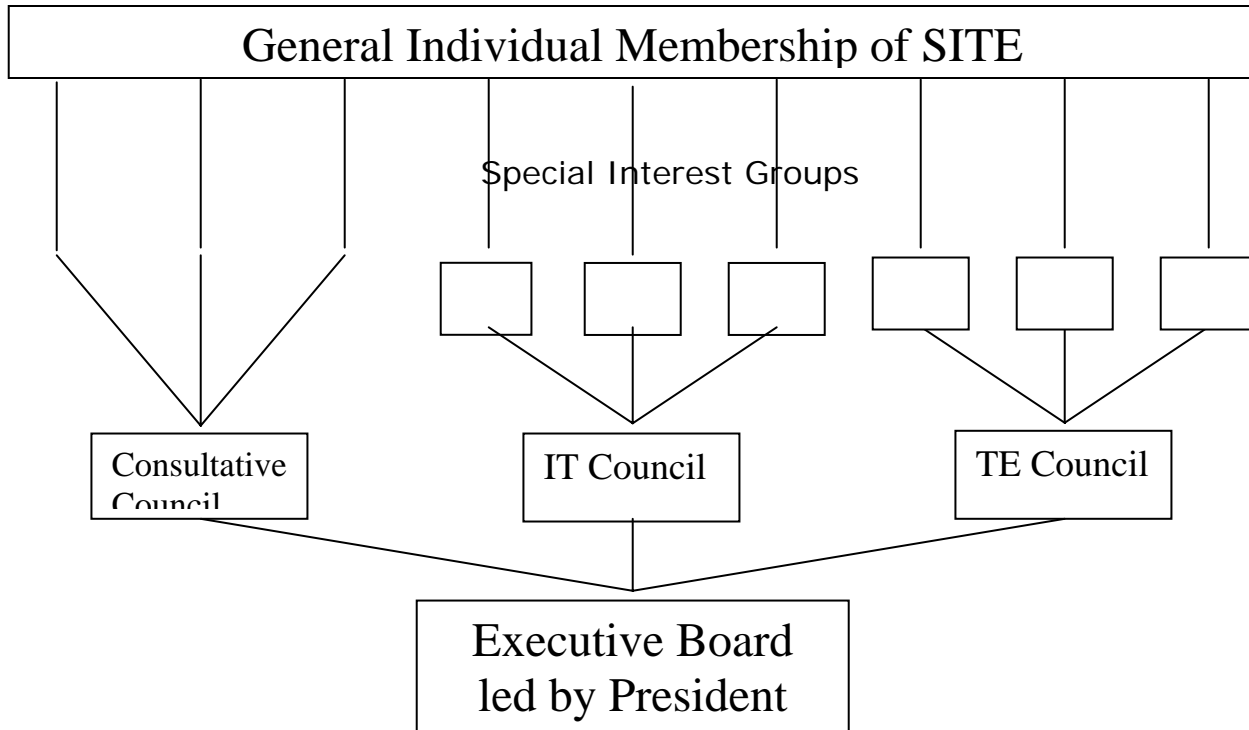 General Individual Membership of SITE
Special Interest Groups
Consultative
Council
IT Council
TE Council
Executive Board
led by President